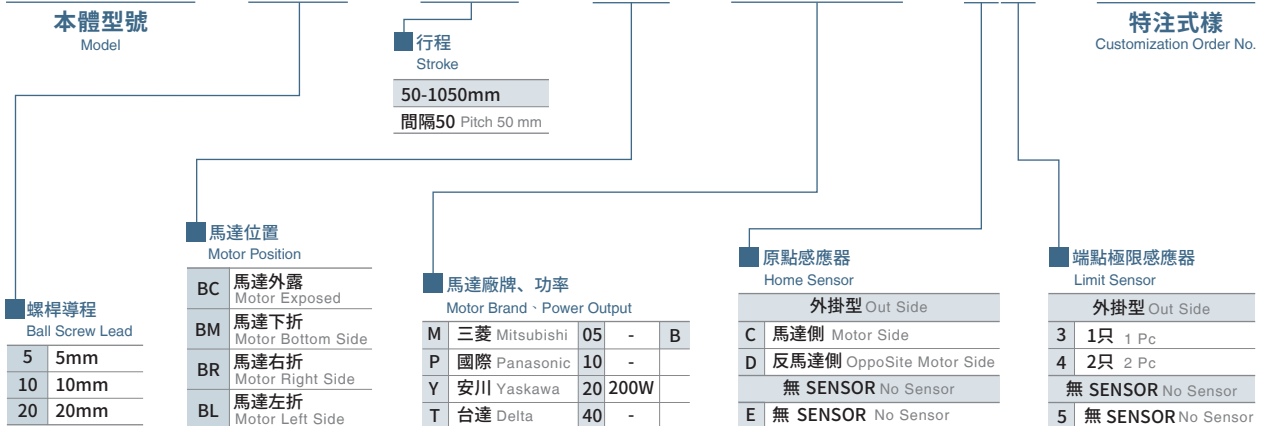 本體型號
Model
特注式樣
Customization Order No.
行程
Stroke
50-1050mm
間隔50 Pitch 50 mm
馬達位置
Motor Position
BC 馬達外露
Motor Exposed
BM 馬達下折
Motor Bottom Side
BR 馬達右折
Motor Right Side
BL 馬達左折
Motor Left Side
螺桿導程
Ball Screw Lead
5 5mm
10 10mm
20 20mm
馬達廠牌、功率
Motor Brand、Power Output
M 三菱 Mitsubishi 05 - B
P 國際 Panasonic 10 -
Y 安川 Yaskawa 20 200W
T 台達 Delta 40 -
原點感應器
Home Sensor
外掛型 Out Side
C 馬達側 Motor Side
D 反馬達側 OppoSite Motor Side
無 SENSOR No Sensor
E 無 SENSOR No Sensor
端點極限感應器
Limit Sensor
外掛型 Out Side
3 1只 1 Pc
4 2只 2 Pc
無 SENSOR No Sensor
5 無 SENSOR No Sensor